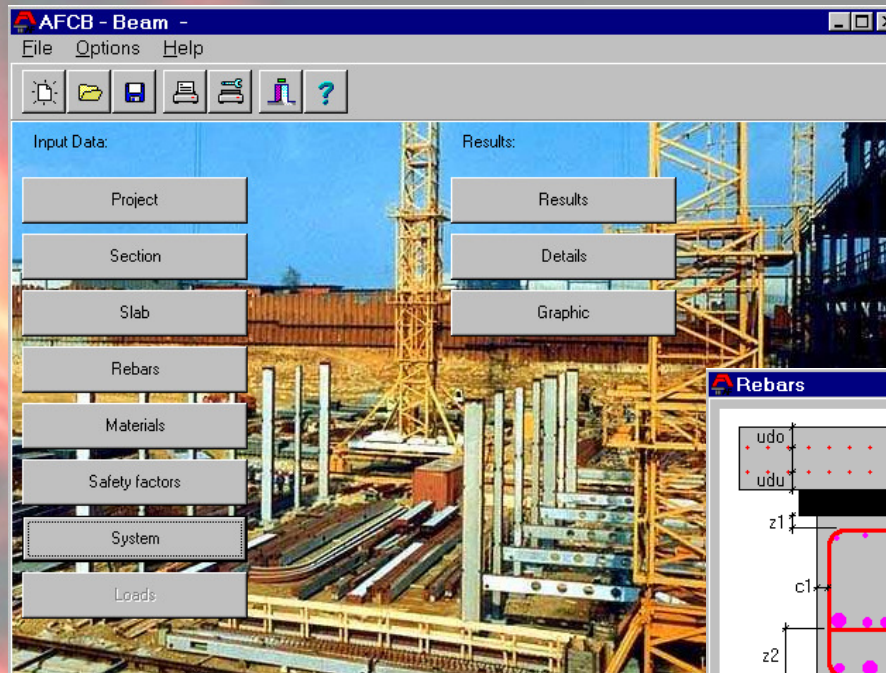 AFCB - Beam -
File Options Help
Input Data:
Results:
Project
Results
Section
Details
Slab
Graphic
Rebars
Materials
Safety factors
System
Loads
Rebars
udo
udu
z1
c1
z2